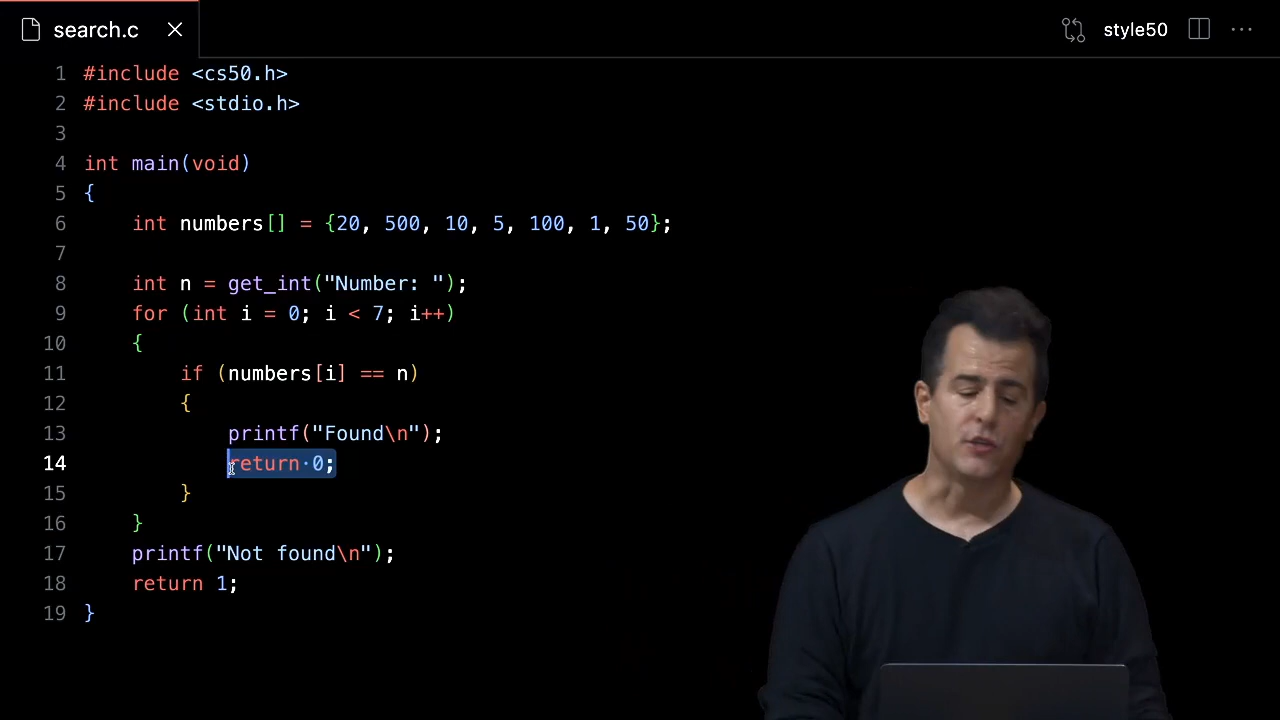 search.c
style50
1 #include <cs50.h>
2 #include <stdio.h>
3
4 int main(void)
5 {
6     int numbers[] = {20, 500, 10, 5, 100, 1, 50};
7
8     int n = get_int("Number: ");
9     for (int i = 0; i < 7; i++)
10     {
11         if (numbers[i] == n)
12         {
13             printf("Found\n");
14             return·0;
15         }
16     }
17     printf("Not found\n");
18     return 1;
19 }